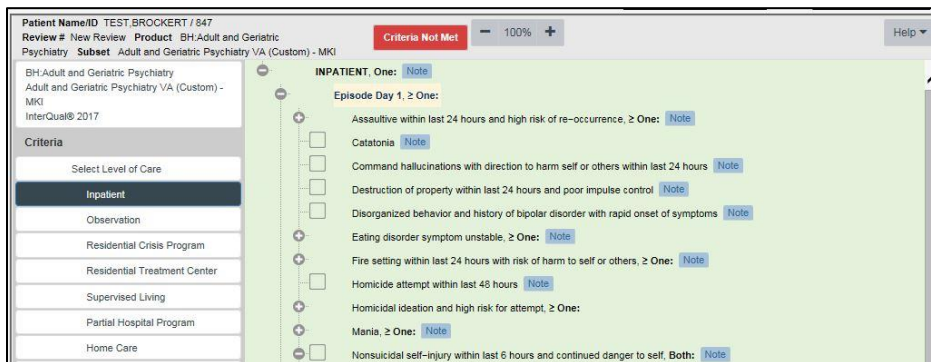 Patient Name/ID TEST,BROCKERT / 847
Review # New Review Product BH:Adult and Geriatric
Psychiatry Subset Adult and Geriatric Psychiatry VA (Custom) - MKI
Criteria Not Met
100%
Help
BH:Adult and Geriatric Psychiatry
Adult and Geriatric Psychiatry VA (Custom) -
MKI
InterQual® 2017
Criteria
Select Level of Care
Inpatient
Observation
Residential Crisis Program
Residential Treatment Center
Supervised Living
Partial Hospital Program
Home Care
INPATIENT, One: Note
Episode Day 1, ≥ One:
Assaultive within last 24 hours and high risk of re-occurrence, ≥ One: Note
Catatonia Note
Command hallucinations with direction to harm self or others within last 24 hours Note
Destruction of property within last 24 hours and poor impulse control Note
Disorganized behavior and history of bipolar disorder with rapid onset of symptoms Note
Eating disorder symptom unstable, ≥ One: Note
Fire setting within last 24 hours with risk of harm to self or others, ≥ One: Note
Homicide attempt within last 48 hours Note
Homicidal ideation and high risk for attempt, ≥ One:
Mania, ≥ One: Note
Nonsuicidal self-injury within last 6 hours and continued danger to self, Both: Note